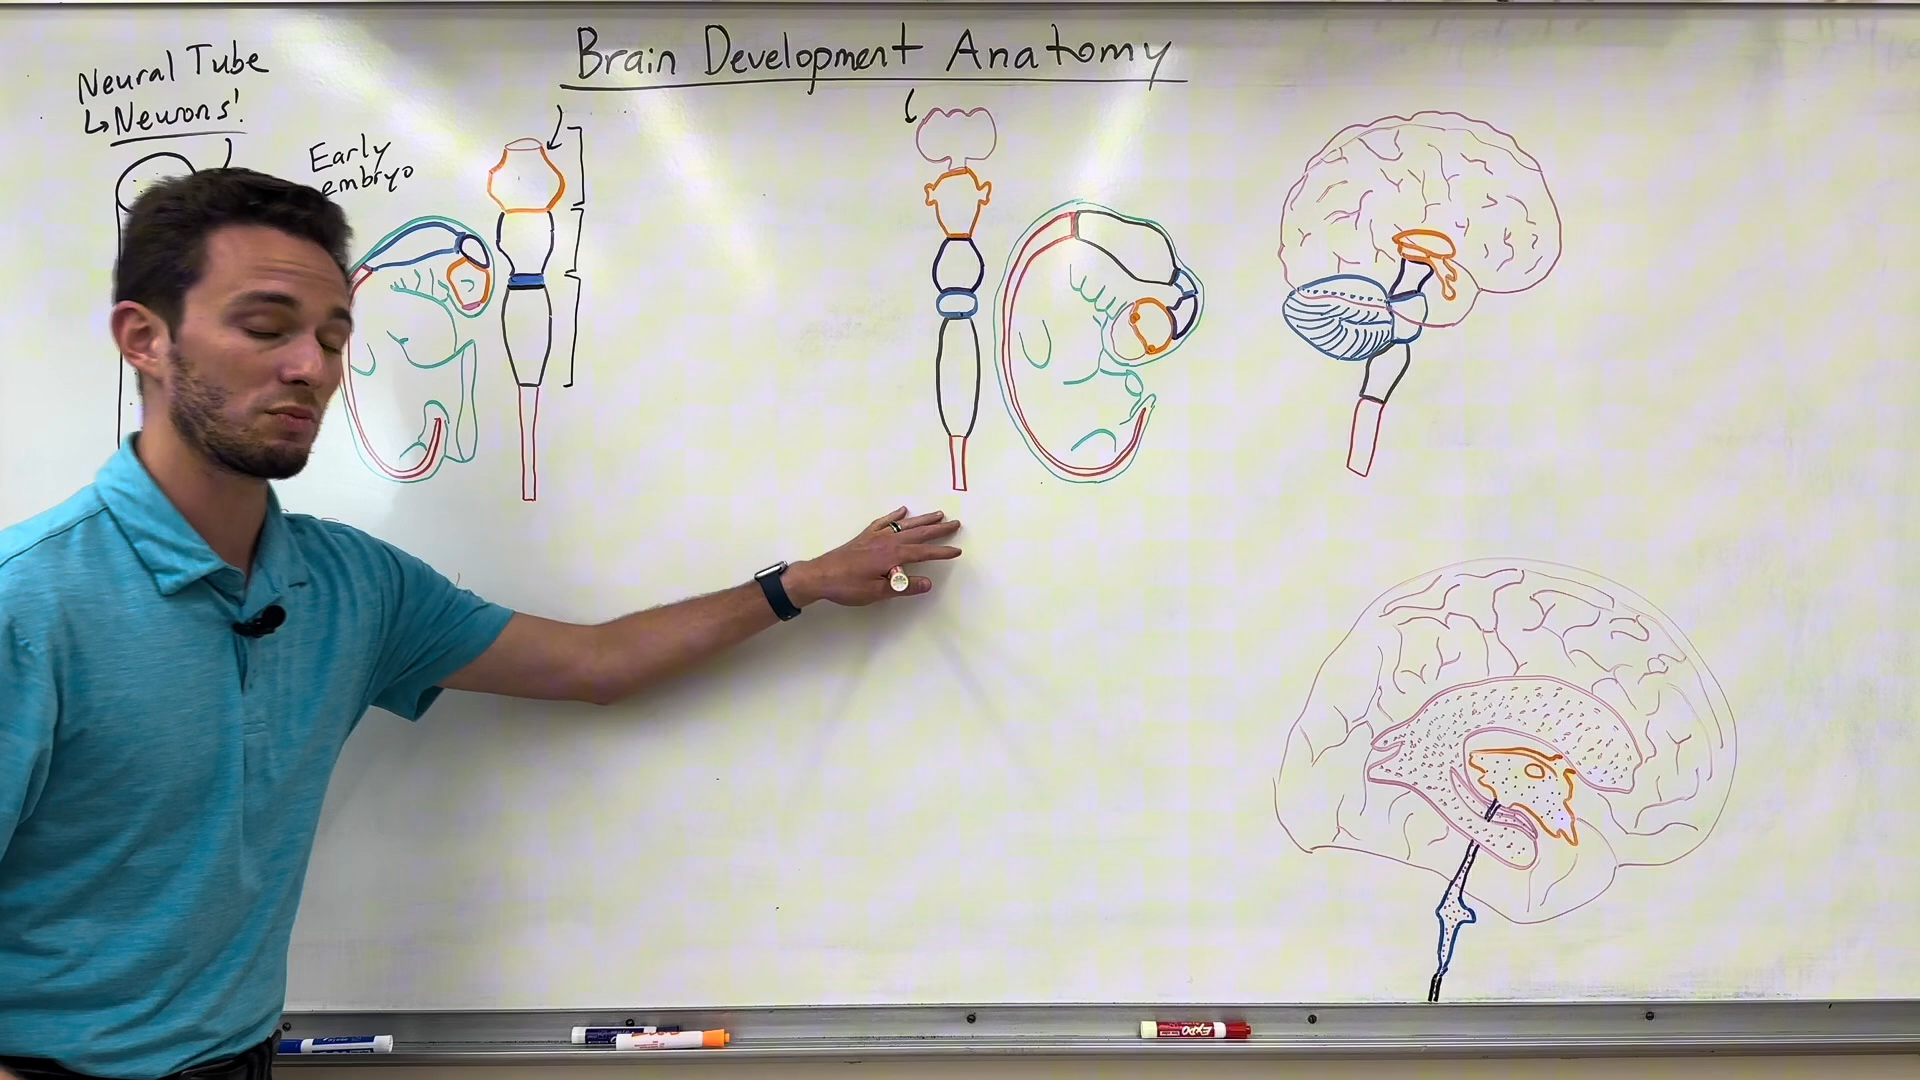 Brain Development Anatomy
Neural Tube
↳Neurons!
Early
embryo
EXPO